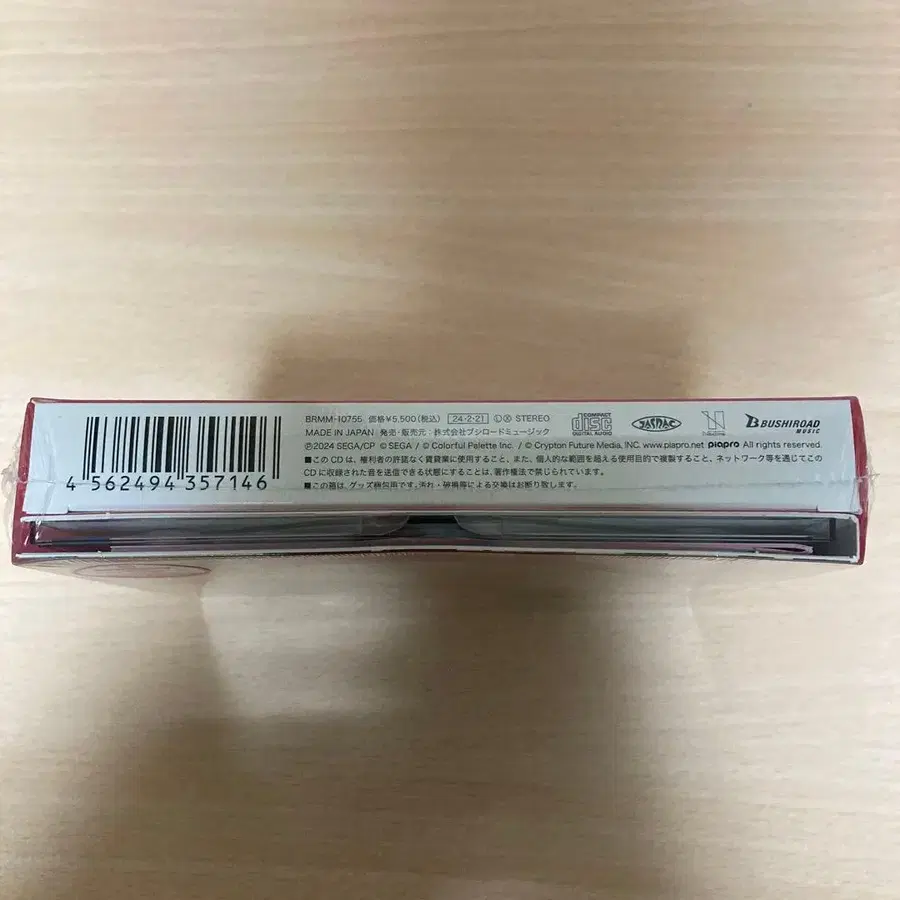 BRMM-10755 価格¥5,500(税込) 24・2・21 ⓁⓍ STEREO
MADE IN JAPAN 発売・販売元：株式会社ブシロードミュージック
COMPACT
disc
DIGITAL AUDIO
JASRAC
BUSHIROAD
MUSIC
Ⓟ2024 SEGA/CP © SEGA / © Colorful Palette Inc. / © Crypton Future Media, INC. www.piapro.net piapro All rights reserved.
■このCDは、権利者の許諾なく賃貸業に使用すること、また、個人的な範囲を超える使用目的で複製すること、ネットワーク等を通じてこの
CDに収録された音を送信できる状態にすることは、著作権法で禁じられています。
■この箱は、グッズ梱包用です。汚れ・破損等による交換はお断り致します。
4 562494 357146